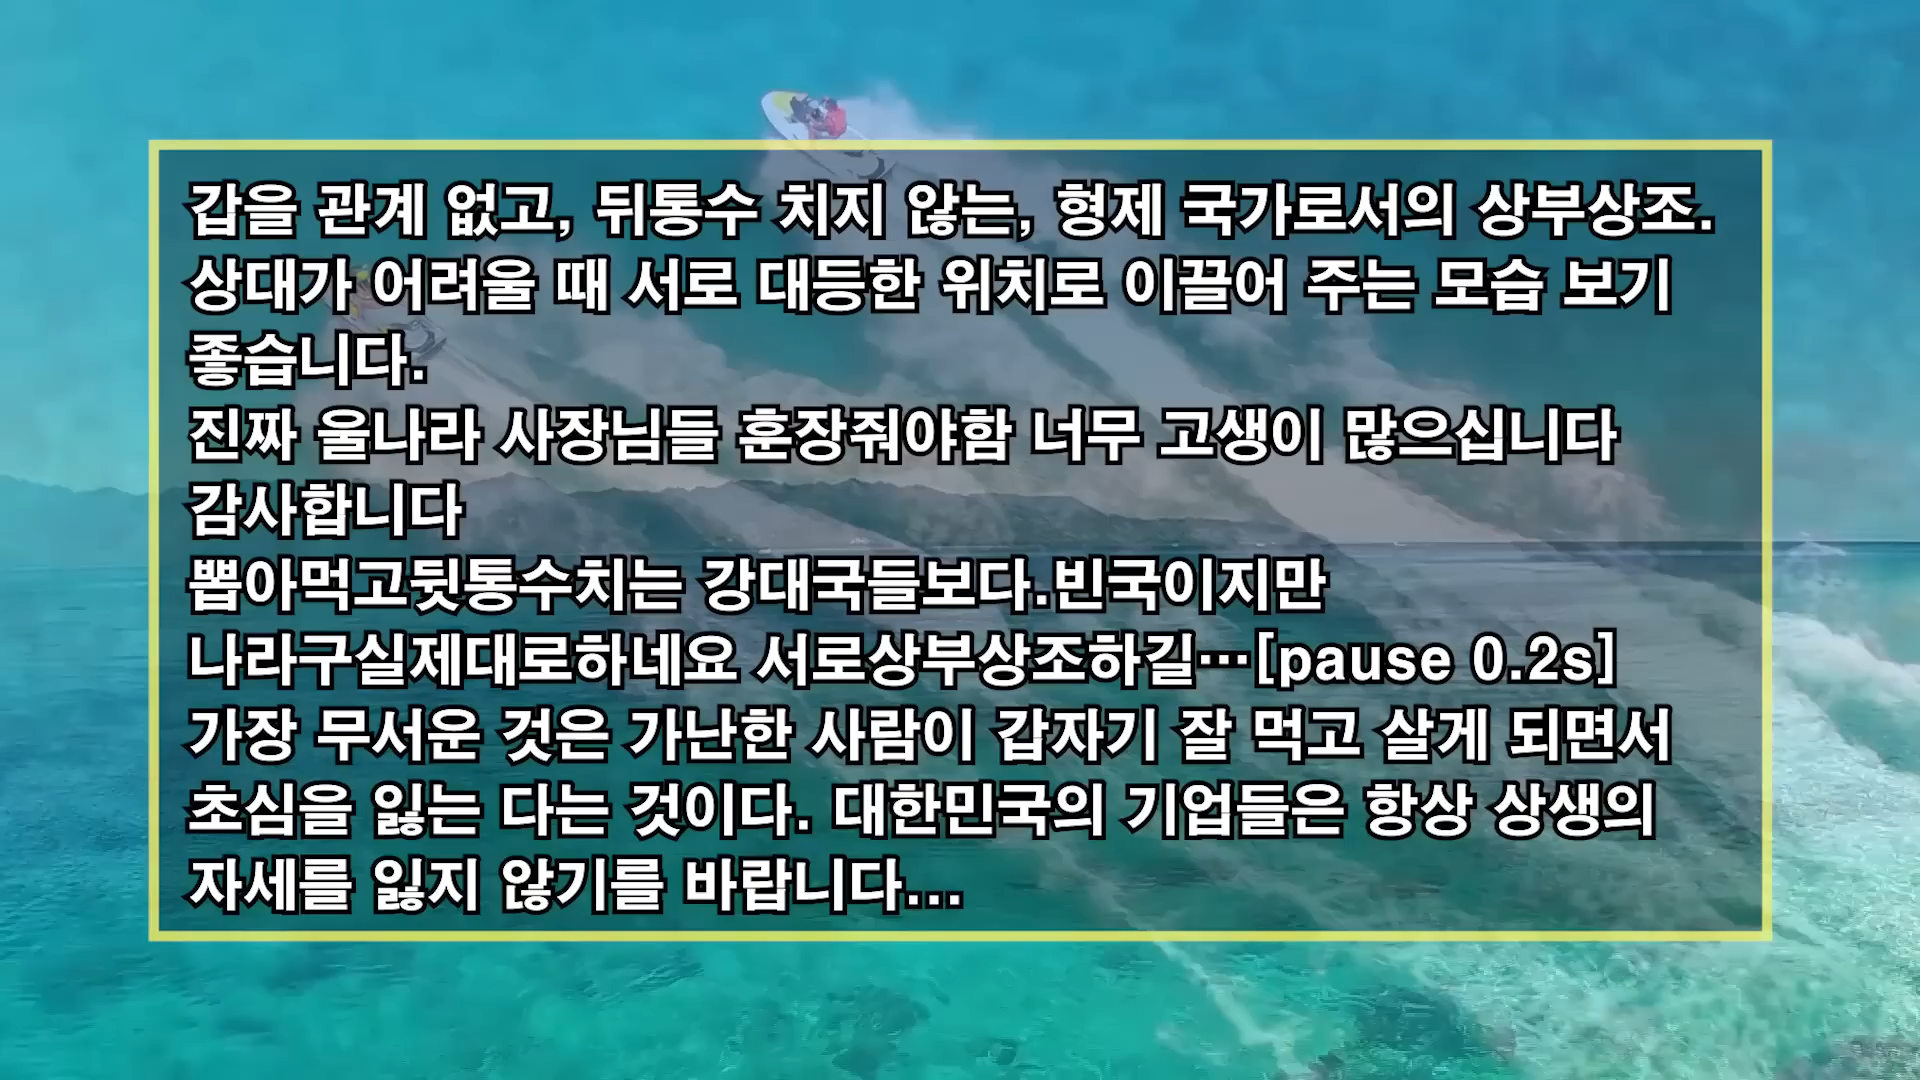 갑을 관계 없고, 뒤통수 치지 않는, 형제 국가로서의 상부상조.
상대가 어려울 때 서로 대등한 위치로 이끌어 주는 모습 보기
좋습니다.
진짜 울나라 사장님들 훈장줘야함 너무 고생이 많으십니다
감사합니다
뽑아먹고뒷통수치는 강대국들보다.빈국이지만
나라구실제대로하네요 서로상부상조하길…[pause 0.2s]
가장 무서운 것은 가난한 사람이 갑자기 잘 먹고 살게 되면서
초심을 잃는 다는 것이다. 대한민국의 기업들은 항상 상생의
자세를 잃지 않기를 바랍니다...